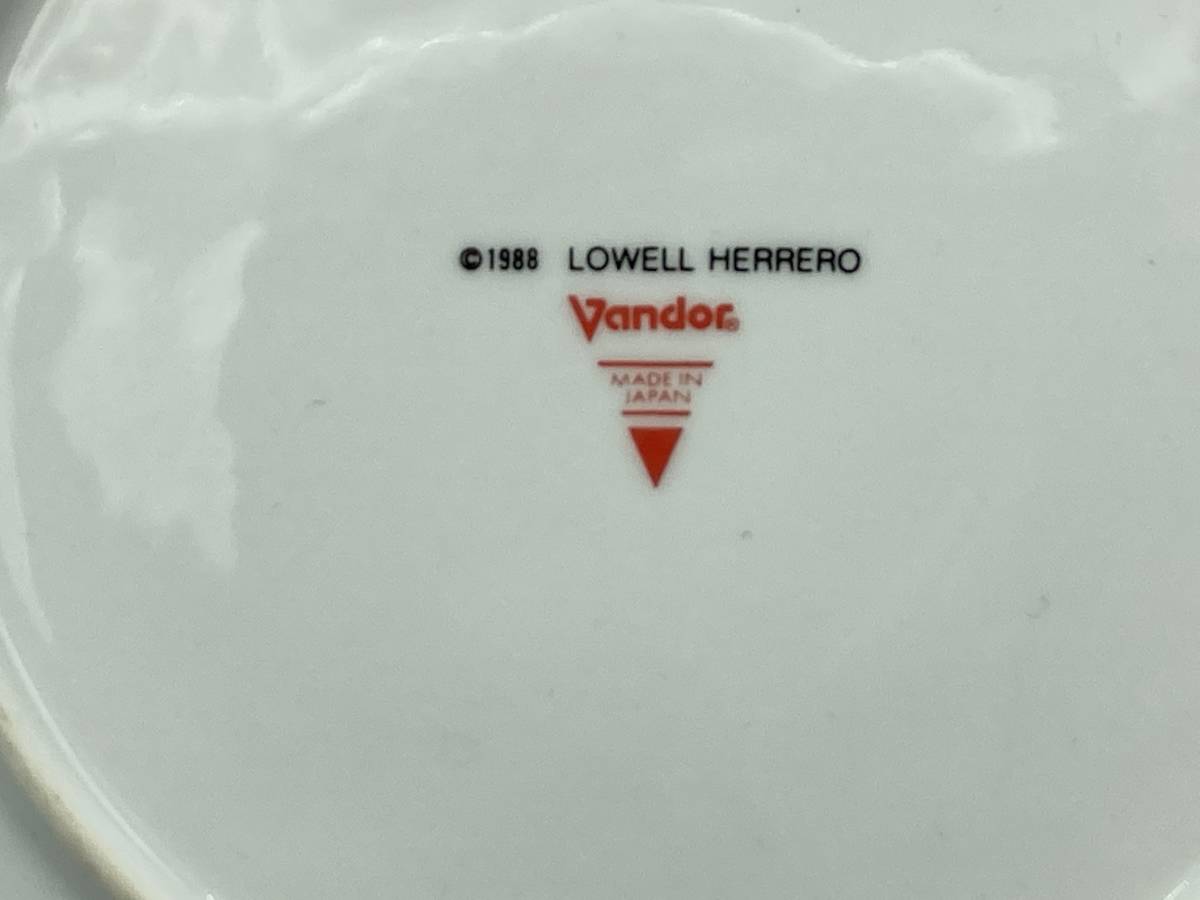 ©1988 LOWELL HERRERO
Vandor®
MADE IN
JAPAN